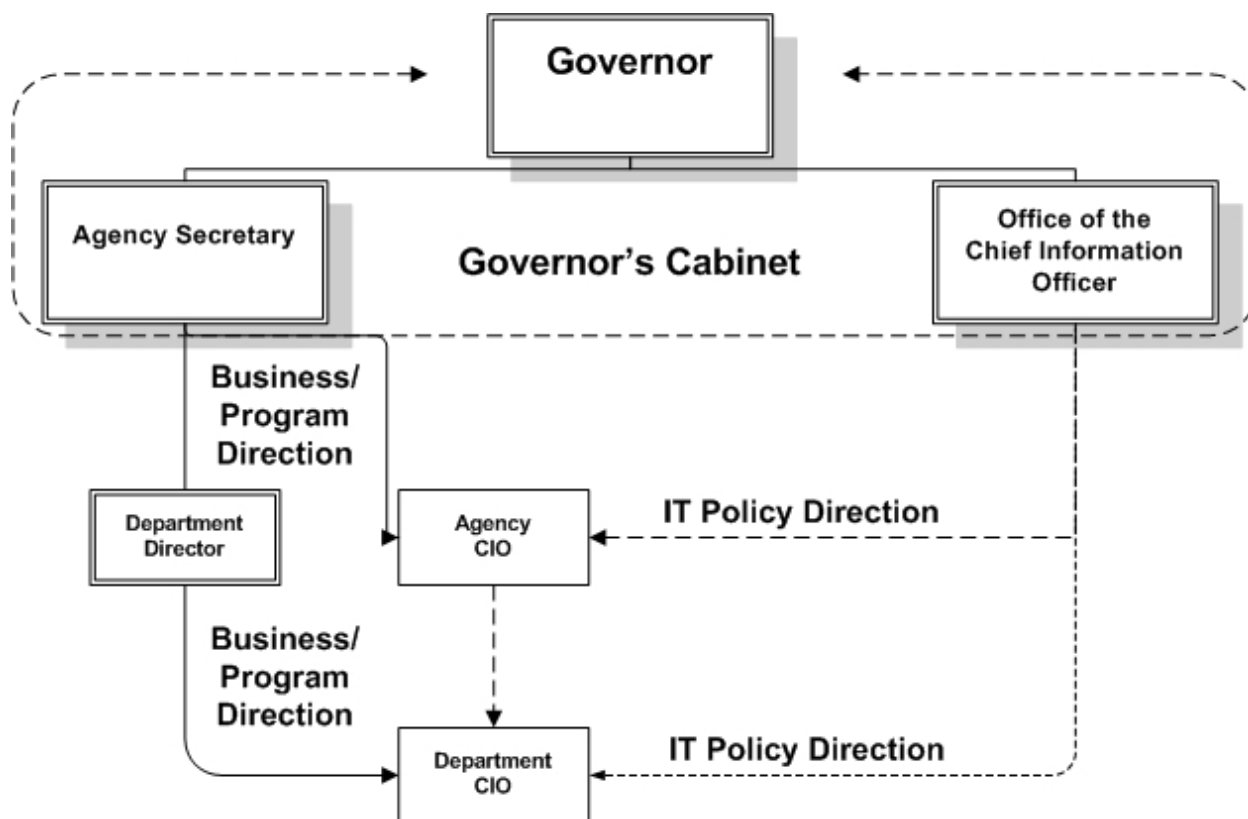 Governor
Agency Secretary
Office of the
Chief Information
Officer
Governor's Cabinet
Business/
Program
Direction
Department
Director
Agency
CIO
IT Policy Direction
Business/
Program
Direction
Department
CIO
IT Policy Direction